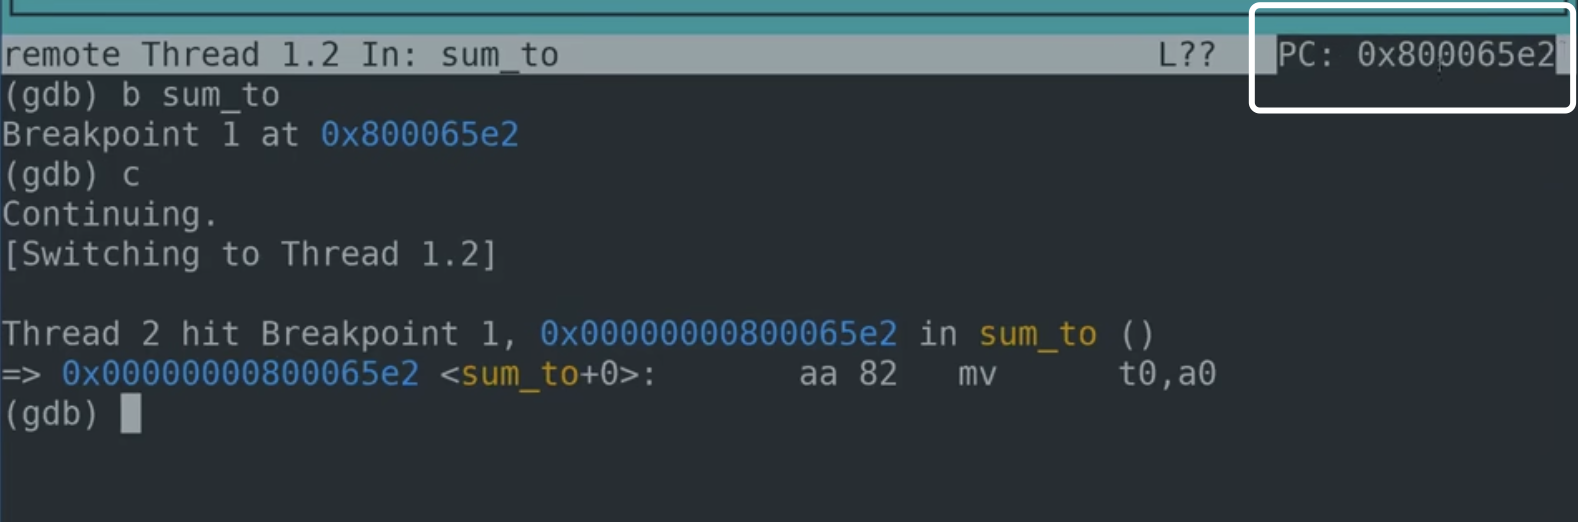 remote Thread 1.2 In: sum_to L?? PC: 0x800065e2
(gdb) b sum_to
Breakpoint 1 at 0x800065e2
(gdb) c
Continuing.
[Switching to Thread 1.2]
Thread 2 hit Breakpoint 1, 0x00000000800065e2 in sum_to ()
=> 0x00000000800065e2 <sum_to+0>: aa 82 mv t0,a0
(gdb)